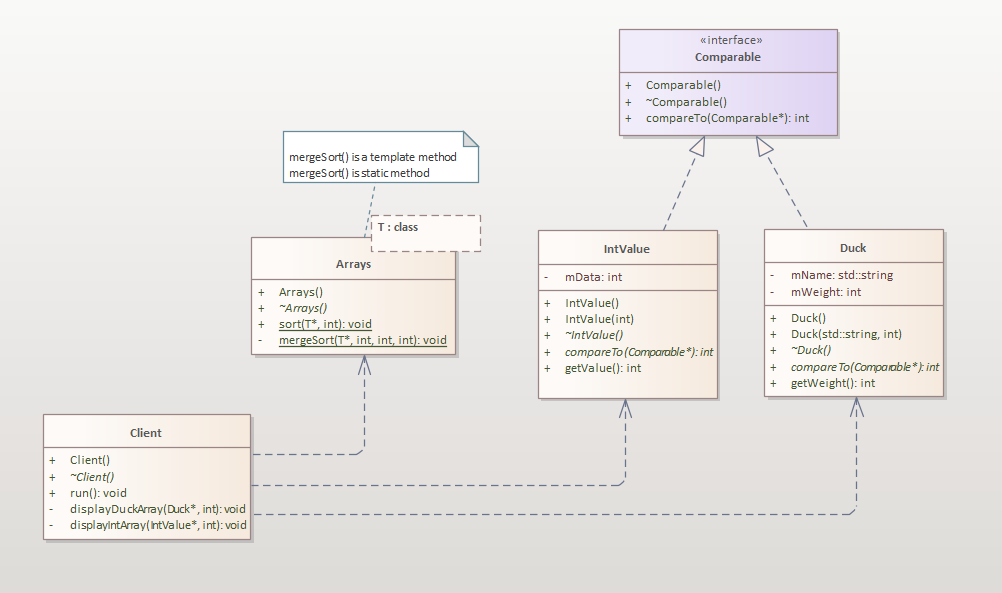 «interface»
Comparable
+ Comparable()
+ ~Comparable()
+ compareTo(Comparable*): int
mergeSort() is a template method
mergeSort() is static method
T : class
Arrays
+ Arrays()
+ ~Arrays()
+ sort(T*, int): void
- mergeSort(T*, int, int, int): void
IntValue
- mData: int
+ IntValue()
+ IntValue(int)
+ ~IntValue()
+ compareTo(Comparable*): int
+ getValue(): int
Duck
- mName: std::string
- mWeight: int
+ Duck()
+ Duck(std::string, int)
+ ~Duck()
+ compareTo(Comparable*): int
+ getWeight(): int
Client
+ Client()
+ ~Client()
+ run(): void
- displayDuckArray(Duck*, int): void
- displayIntArray(IntValue*, int): void